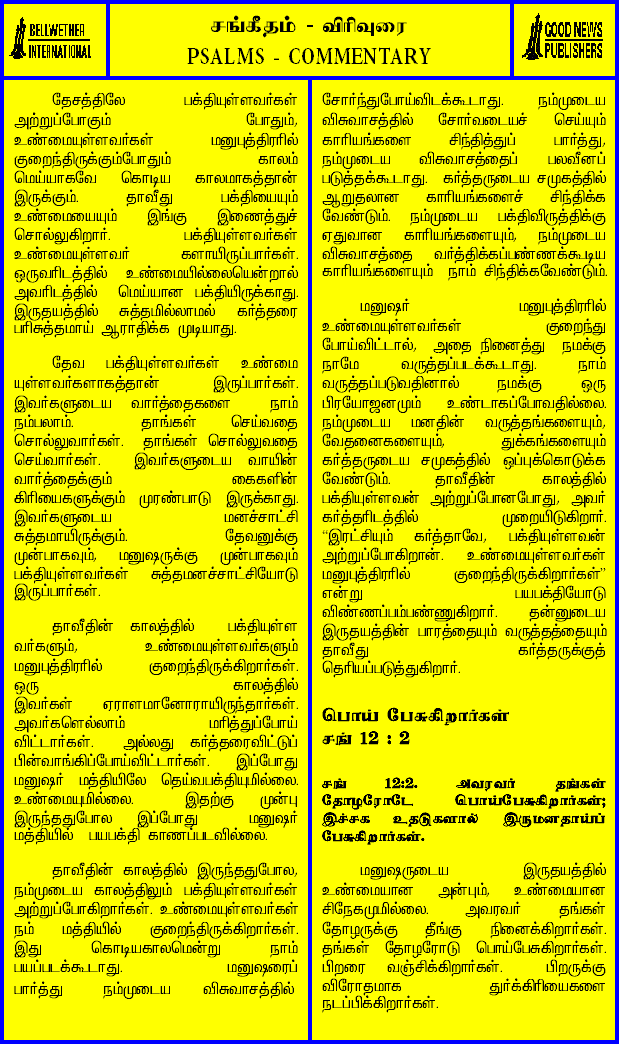 BELLWETHER
INTERNATIONAL
சங்கீதம் - விரிவுரை
PSALMS - COMMENTARY
GOOD NEWS
PUBLISHERS
தேசத்திலே பக்தியுள்ளவர்கள்
அற்றுப்போகும் போதும்,
உண்மையுள்ளவர்கள் மனுபுத்திரரில்
குறைந்திருக்கும்போதும் காலம்
மெய்யாகவே கொடிய காலமாகத்தான்
இருக்கும். தாவீது பக்தியையும்
உண்மையையும் இங்கு இணைத்துச்
சொல்லுகிறார். பக்தியுள்ளவர்கள்
உண்மையுள்ளவர் களாயிருப்பார்கள்.
ஒருவரிடத்தில் உண்மையில்லையென்றால்
அவரிடத்தில் மெய்யான பக்தியிருக்காது.
இருதயத்தில் சுத்தமில்லாமல் கர்த்தரை
பரிசுத்தமாய் ஆராதிக்க முடியாது.
தேவ பக்தியுள்ளவர்கள் உண்மை
யுள்ளவர்களாகத்தான் இருப்பார்கள்.
இவர்களுடைய வார்த்தைகளை நாம்
நம்பலாம். தாங்கள் செய்வதை
சொல்லுவார்கள். தாங்கள் சொல்லுவதை
செய்வார்கள். இவர்களுடைய வாயின்
வார்த்தைக்கும் கைகளின்
கிரியைகளுக்கும் முரண்பாடு இருக்காது.
இவர்களுடைய மனச்சாட்சி
சுத்தமாயிருக்கும். தேவனுக்கு
முன்பாகவும், மனுஷருக்கு முன்பாகவும்
பக்தியுள்ளவர்கள் சுத்தமனச்சாட்சியோடு
இருப்பார்கள்.
தாவீதின் காலத்தில் பக்தியுள்ள
வர்களும், உண்மையுள்ளவர்களும்
மனுபுத்திரரில் குறைந்திருக்கிறார்கள்.
ஒரு காலத்தில்
இவர்கள் ஏராளமானோராயிருந்தார்கள்.
அவர்களெல்லாம் மரித்துப்போய்
விட்டார்கள். அல்லது கர்த்தரைவிட்டுப்
பின்வாங்கிப்போய்விட்டார்கள். இப்போது
மனுஷர் மத்தியிலே தெய்வபக்தியுமில்லை.
உண்மையுமில்லை. இதற்கு முன்பு
இருந்ததுபோல இப்போது மனுஷர்
மத்தியில் பயபக்தி காணப்படவில்லை.
தாவீதின் காலத்தில் இருந்ததுபோல,
நம்முடைய காலத்திலும் பக்தியுள்ளவர்கள்
அற்றுப்போகிறார்கள். உண்மையுள்ளவர்கள்
நம் மத்தியில் குறைந்திருக்கிறார்கள்.
இது கொடியகாலமென்று நாம்
பயப்படக்கூடாது. மனுஷரைப்
பார்த்து நம்முடைய விசுவாசத்தில்
சோர்ந்துபோய்விடக்கூடாது. நம்முடைய
விசுவாசத்தில் சோர்வடையச் செய்யும்
காரியங்களை சிந்தித்துப் பார்த்து,
நம்முடைய விசுவாசத்தைப் பலவீனப்
படுத்தக்கூடாது. கர்த்தருடைய சமுகத்தில்
ஆறுதலான காரியங்களைச் சிந்திக்க
வேண்டும். நம்முடைய பக்திவிருத்திக்கு
ஏதுவான காரியங்களையும், நம்முடைய
விசுவாசத்தை வர்த்திக்கப்பண்ணக்கூடிய
காரியங்களையும் நாம் சிந்திக்கவேண்டும்.
மனுஷர் மனுபுத்திரரில்
உண்மையுள்ளவர்கள் குறைந்து
போய்விட்டால், அதை நினைத்து நமக்கு
நாமே வருத்தப்படக்கூடாது. நாம்
வருத்தப்படுவதினால் நமக்கு ஒரு
பிரயோஜனமும் உண்டாகப்போவதில்லை.
நம்முடைய மனதின் வருத்தங்களையும்,
வேதனைகளையும், துக்கங்களையும்
கர்த்தருடைய சமுகத்தில் ஒப்புக்கொடுக்க
வேண்டும். தாவீதின் காலத்தில்
பக்தியுள்ளவன் அற்றுப்போனபோது, அவர்
கர்த்தரிடத்தில் முறையிடுகிறார்.
“இரட்சியும் கர்த்தாவே, பக்தியுள்ளவன்
அற்றுப்போகிறான். உண்மையுள்ளவர்கள்
மனுபுத்திரரில் குறைந்திருக்கிறார்கள்”
என்று பயபக்தியோடு
விண்ணப்பம்பண்ணுகிறார். தன்னுடைய
இருதயத்தின் பாரத்தையும் வருத்தத்தையும்
தாவீது கர்த்தருக்குத்
தெரியப்படுத்துகிறார்.
பொய் பேசுகிறார்கள்
சங் 12 : 2
சங் 12:2. அவரவர் தங்கள்
தோழரோடே பொய்பேசுகிறார்கள்;
இச்சக உதடுகளால் இருமனதாய்ப்
பேசுகிறார்கள்.
மனுஷருடைய இருதயத்தில்
உண்மையான அன்பும், உண்மையான
சிநேகமுமில்லை. அவரவர் தங்கள்
தோழருக்கு தீங்கு நினைக்கிறார்கள்.
தங்கள் தோழரோடு பொய்பேசுகிறார்கள்.
பிறரை வஞ்சிக்கிறார்கள். பிறருக்கு
விரோதமாக துர்க்கிரியைகளை
நடப்பிக்கிறார்கள்.